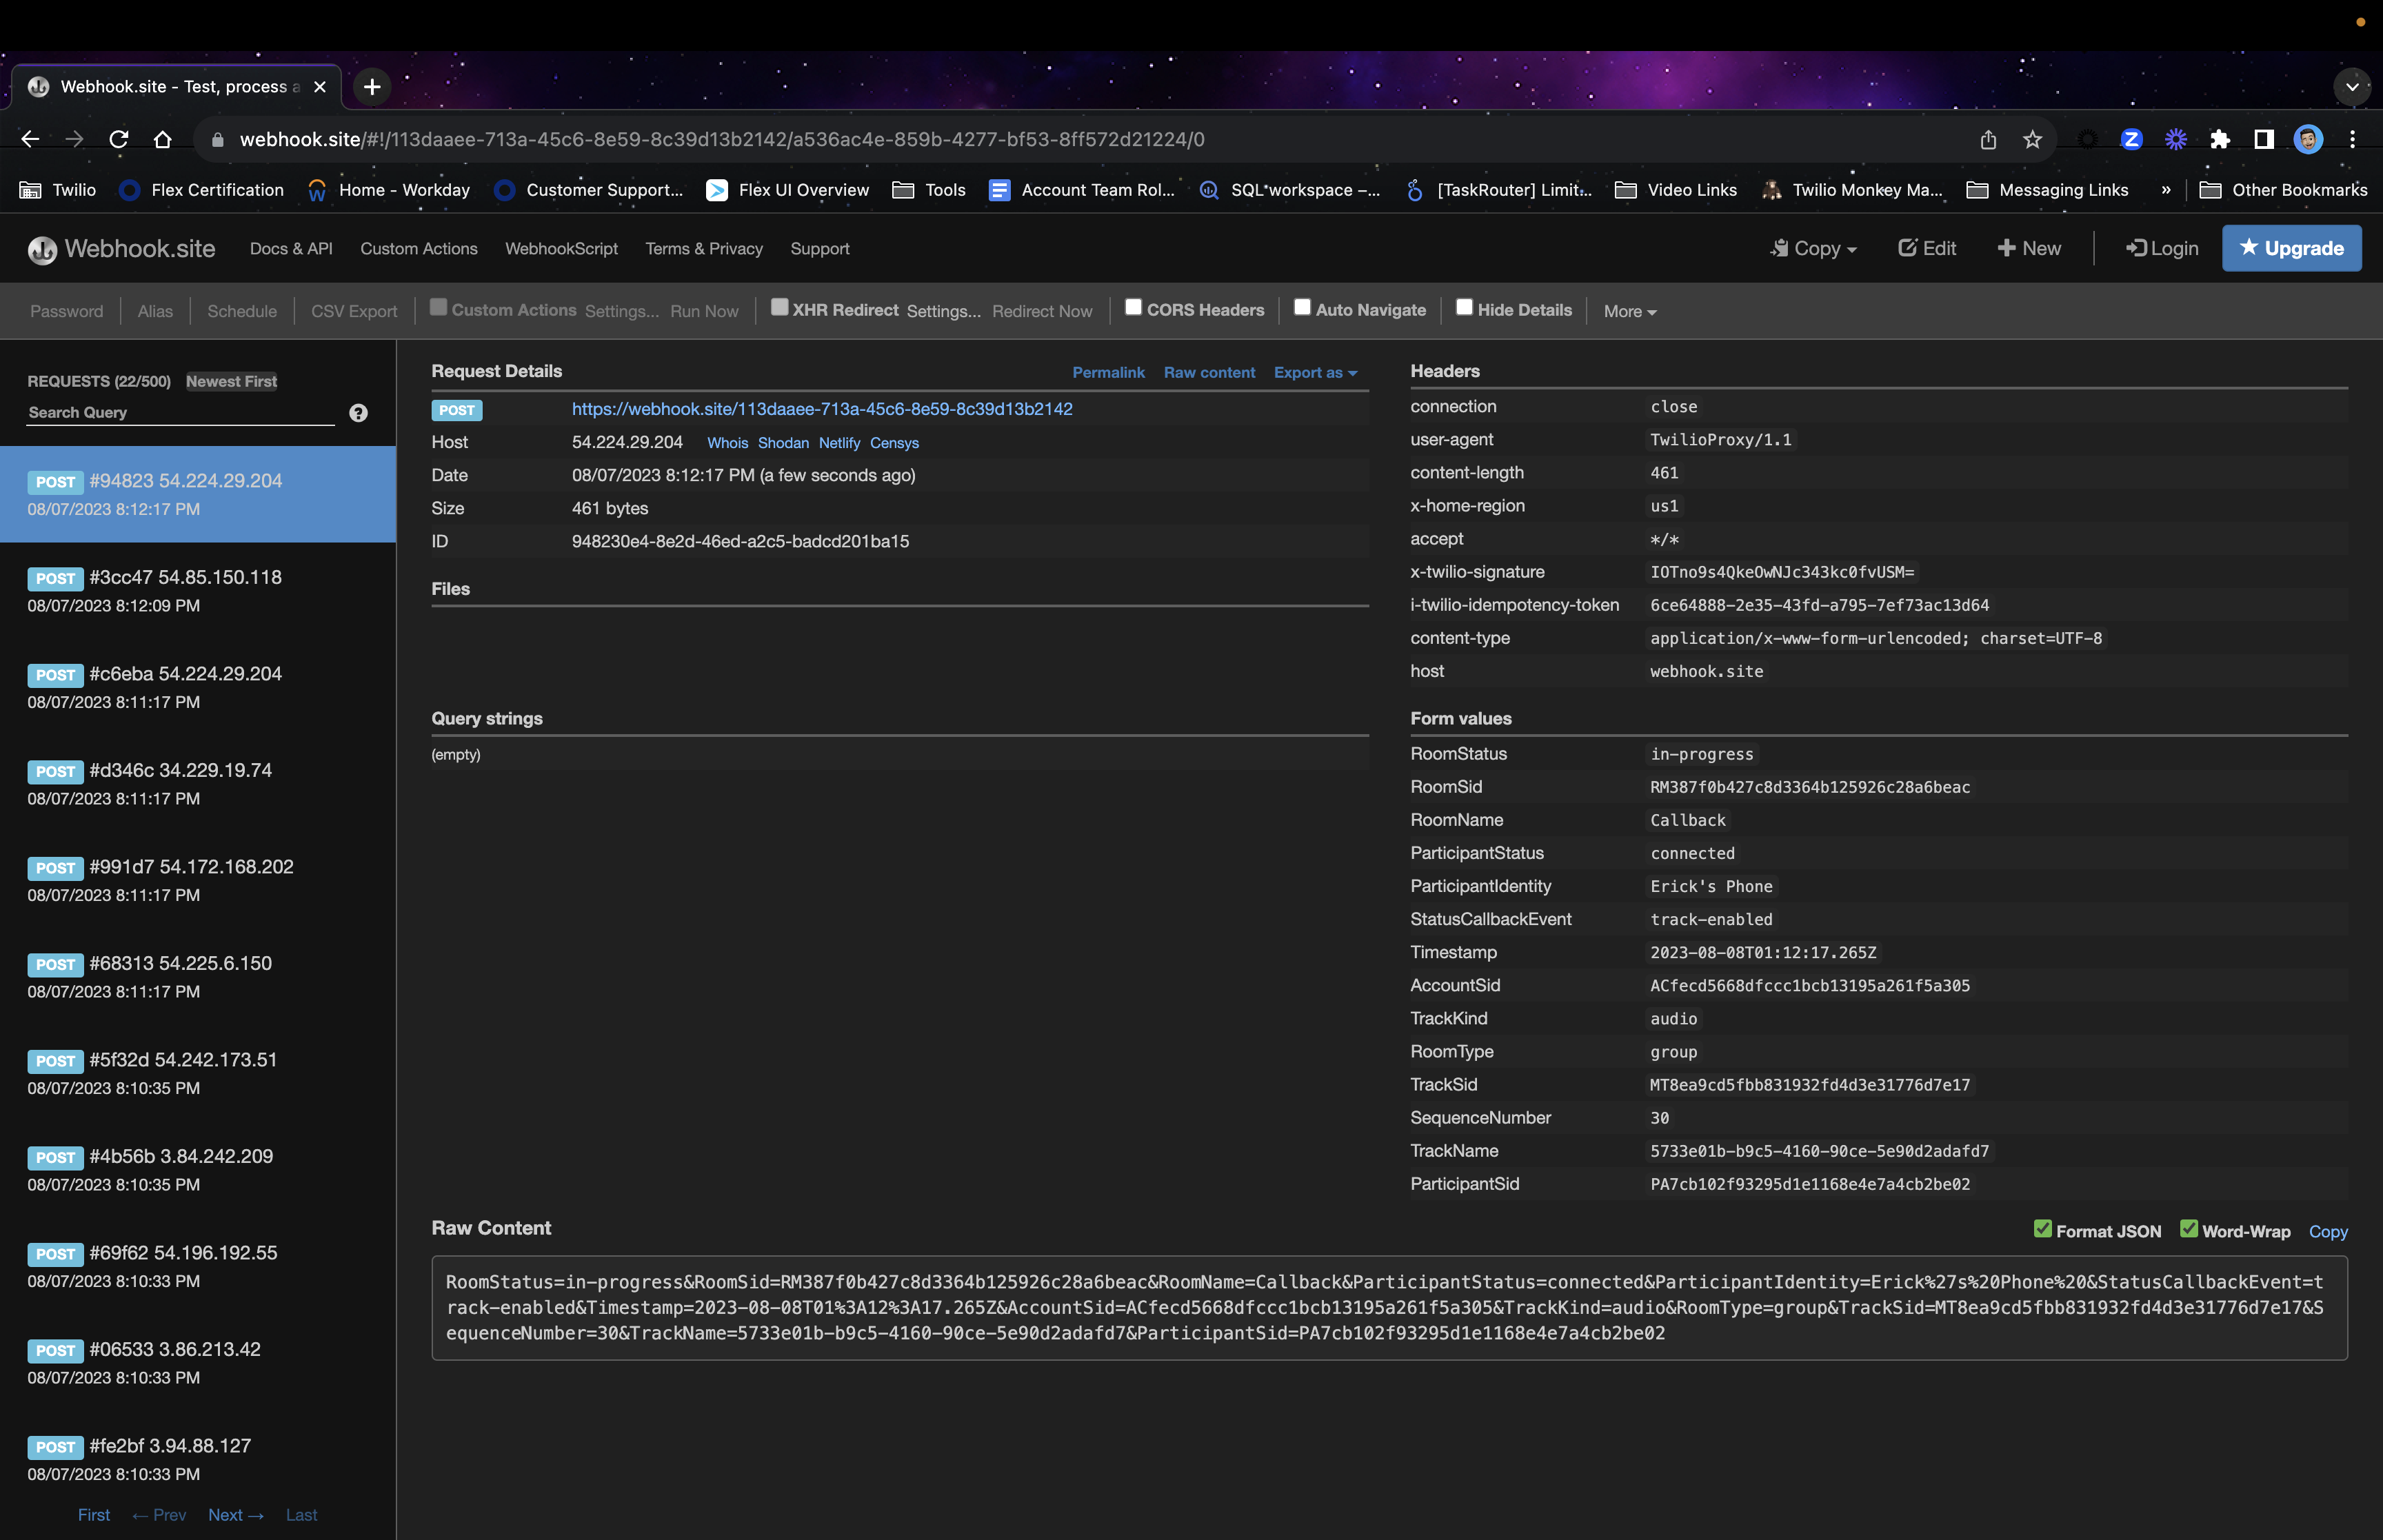 Webhook.site - Test, process a
webhook.site/#!/113daaee-713a-45c6-8e59-8c39d13b2142/a536ac4e-859b-4277-bf53-8ff572d21224/0
Twilio Flex Certification Home - Workday Customer Support... Flex UI Overview Tools Account Team Rol... SQL workspace –... [TaskRouter] Limit... Video Links Twilio Monkey Ma... Messaging Links » Other Bookmarks
Webhook.site Docs & API Custom Actions WebhookScript Terms & Privacy Support Copy Edit New Login Upgrade
Password Alias Schedule CSV Export Custom Actions Settings... Run Now XHR Redirect Settings... Redirect Now CORS Headers Auto Navigate Hide Details More
REQUESTS (22/500) Newest First
Search Query
POST #94823 54.224.29.204
08/07/2023 8:12:17 PM
POST #3cc47 54.85.150.118
08/07/2023 8:12:09 PM
POST #c6eba 54.224.29.204
08/07/2023 8:11:17 PM
POST #d346c 34.229.19.74
08/07/2023 8:11:17 PM
POST #991d7 54.172.168.202
08/07/2023 8:11:17 PM
POST #68313 54.225.6.150
08/07/2023 8:11:17 PM
POST #5f32d 54.242.173.51
08/07/2023 8:10:35 PM
POST #4b56b 3.84.242.209
08/07/2023 8:10:35 PM
POST #69f62 54.196.192.55
08/07/2023 8:10:33 PM
POST #06533 3.86.213.42
08/07/2023 8:10:33 PM
POST #fe2bf 3.94.88.127
08/07/2023 8:10:33 PM
First ← Prev Next → Last
Request Details Permalink Raw content Export as
POST https://webhook.site/113daaee-713a-45c6-8e59-8c39d13b2142
Host 54.224.29.204 Whois Shodan Netlify Censys
Date 08/07/2023 8:12:17 PM (a few seconds ago)
Size 461 bytes
ID 948230e4-8e2d-46ed-a2c5-badcd201ba15
Files
Query strings
(empty)
Headers
connection close
user-agent TwilioProxy/1.1
content-length 461
x-home-region us1
accept */*
x-twilio-signature IOTno9s4QkeOwNJc343kc0fvUSM=
i-twilio-idempotency-token 6ce64888-2e35-43fd-a795-7ef73ac13d64
content-type application/x-www-form-urlencoded; charset=UTF-8
host webhook.site
Form values
RoomStatus in-progress
RoomSid RM387f0b427c8d3364b125926c28a6beac
RoomName Callback
ParticipantStatus connected
ParticipantIdentity Erick's Phone
StatusCallbackEvent track-enabled
Timestamp 2023-08-08T01:12:17.265Z
AccountSid ACfecd5668dfccc1bcb13195a261f5a305
TrackKind audio
RoomType group
TrackSid MT8ea9cd5fbb831932fd4d3e31776d7e17
SequenceNumber 30
TrackName 5733e01b-b9c5-4160-90ce-5e90d2adafd7
ParticipantSid PA7cb102f93295d1e1168e4e7a4cb2be02
Raw Content Format JSON Word-Wrap Copy
RoomStatus=in-progress&RoomSid=RM387f0b427c8d3364b125926c28a6beac&RoomName=Callback&ParticipantStatus=connected&ParticipantIdentity=Erick%27s%20Phone%20&StatusCallbackEvent=t
rack-enabled&Timestamp=2023-08-08T01%3A12%3A17.265Z&AccountSid=ACfecd5668dfccc1bcb13195a261f5a305&TrackKind=audio&RoomType=group&TrackSid=MT8ea9cd5fbb831932fd4d3e31776d7e17&S
equenceNumber=30&TrackName=5733e01b-b9c5-4160-90ce-5e90d2adafd7&ParticipantSid=PA7cb102f93295d1e1168e4e7a4cb2be02